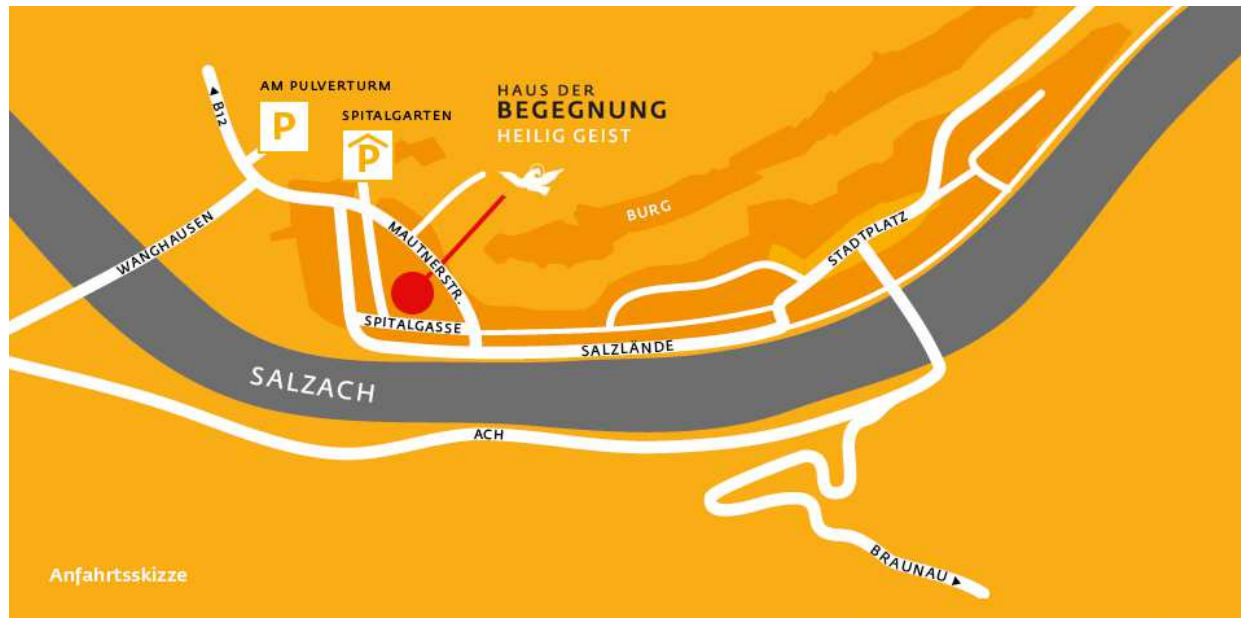 AM PULVERTURM
P
SPITALGARTEN
P
HAUS DER
BEGEGNUNG
HEILIG GEIST
◄ B12
BURG
WANGHAUSEN
MAUTNERSTR.
STADTPLATZ
SPITALGASSE
SALZLÄNDE
SALZACH
ACH
BRAUNAU ►
Anfahrtsskizze